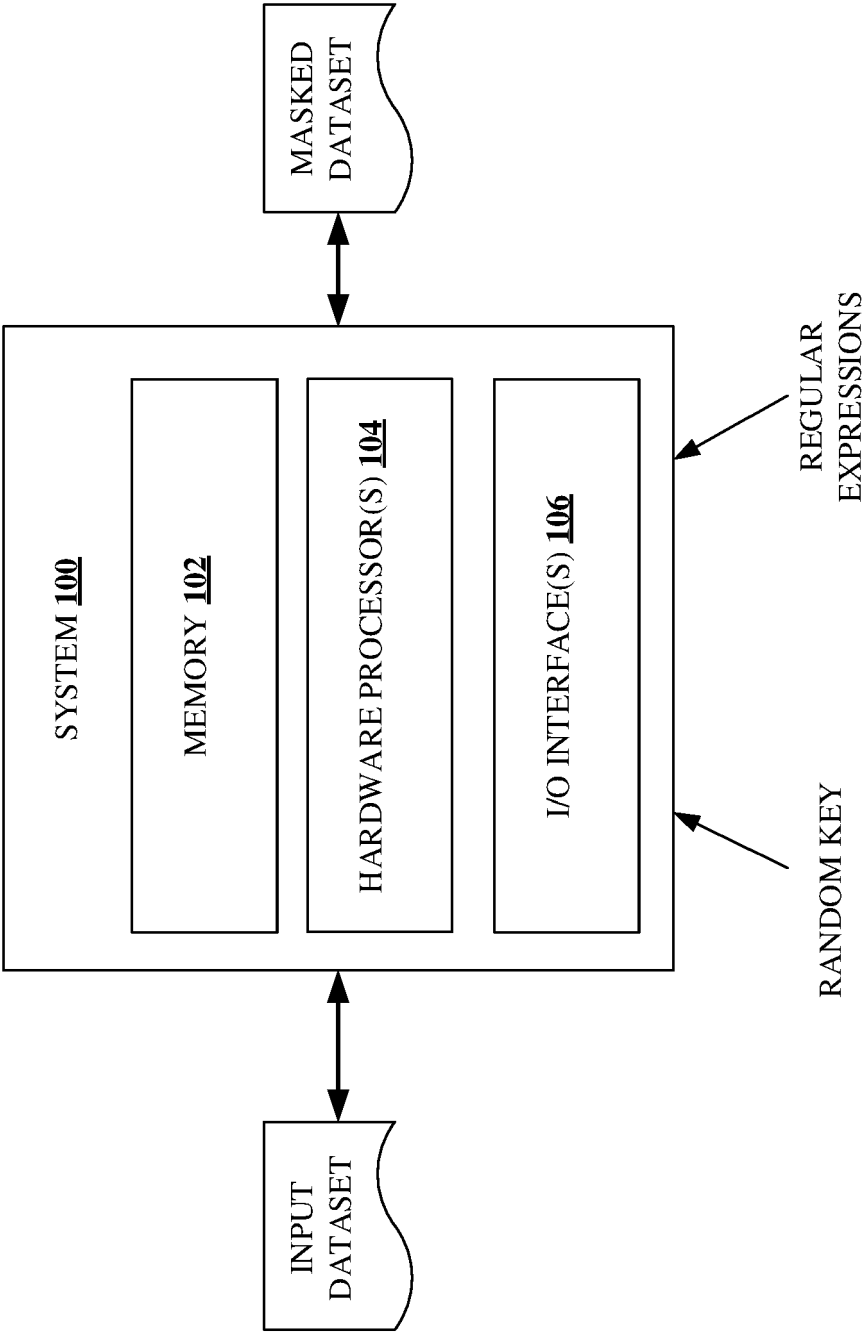 INPUT
DATASET
SYSTEM 100
MEMORY 102
HARDWARE PROCESSOR(S) 104
I/O INTERFACE(S) 106
MASKED
DATASET
RANDOM KEY
REGULAR
EXPRESSIONS